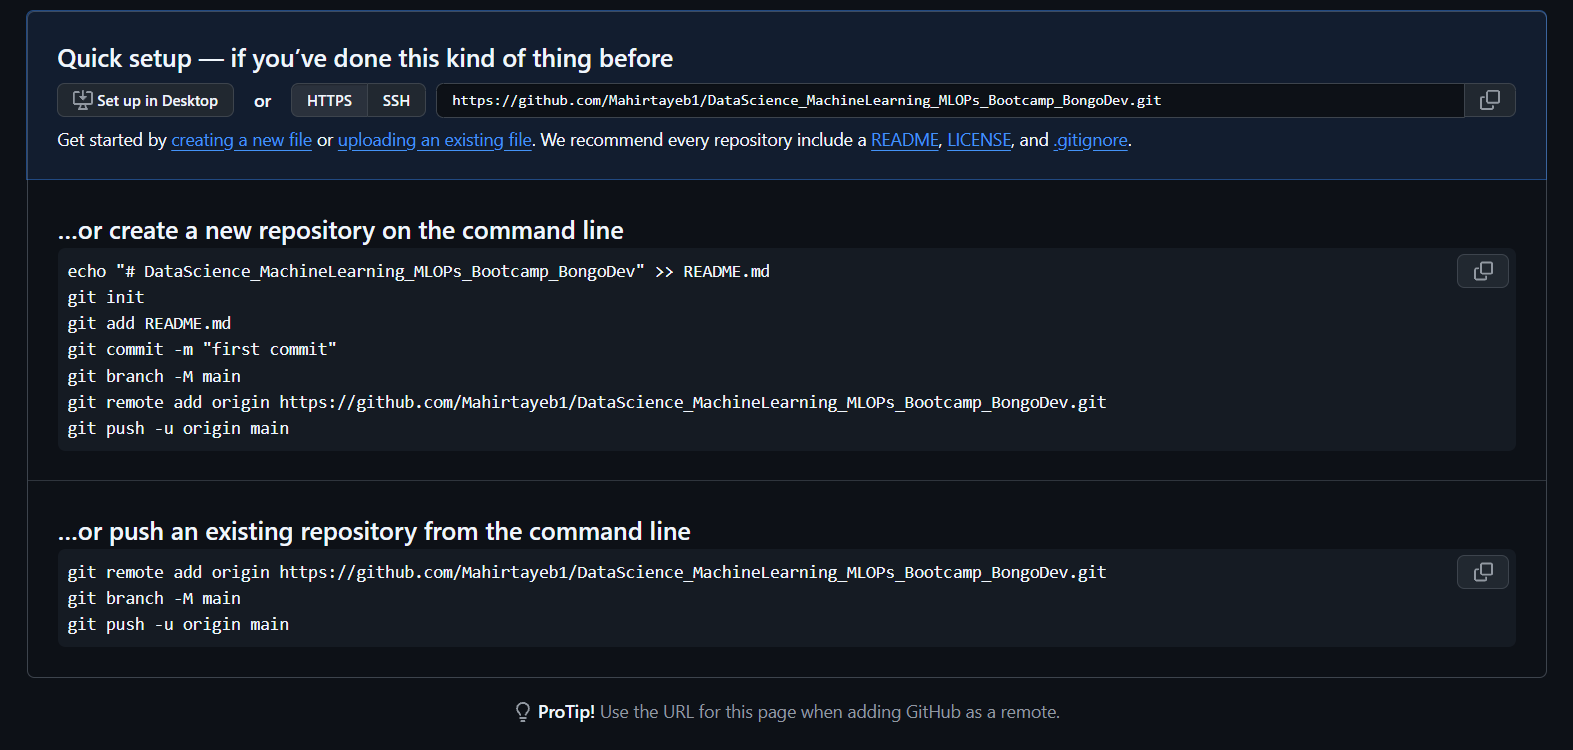 Quick setup — if you’ve done this kind of thing before
Set up in Desktop or HTTPS SSH https://github.com/Mahirtayeb1/DataScience_MachineLearning_MLOPs_Bootcamp_BongoDev.git
Get started by creating a new file or uploading an existing file. We recommend every repository include a README, LICENSE, and .gitignore.
…or create a new repository on the command line
echo "# DataScience_MachineLearning_MLOPs_Bootcamp_BongoDev" >> README.md
git init
git add README.md
git commit -m "first commit"
git branch -M main
git remote add origin https://github.com/Mahirtayeb1/DataScience_MachineLearning_MLOPs_Bootcamp_BongoDev.git
git push -u origin main
…or push an existing repository from the command line
git remote add origin https://github.com/Mahirtayeb1/DataScience_MachineLearning_MLOPs_Bootcamp_BongoDev.git
git branch -M main
git push -u origin main
ProTip! Use the URL for this page when adding GitHub as a remote.